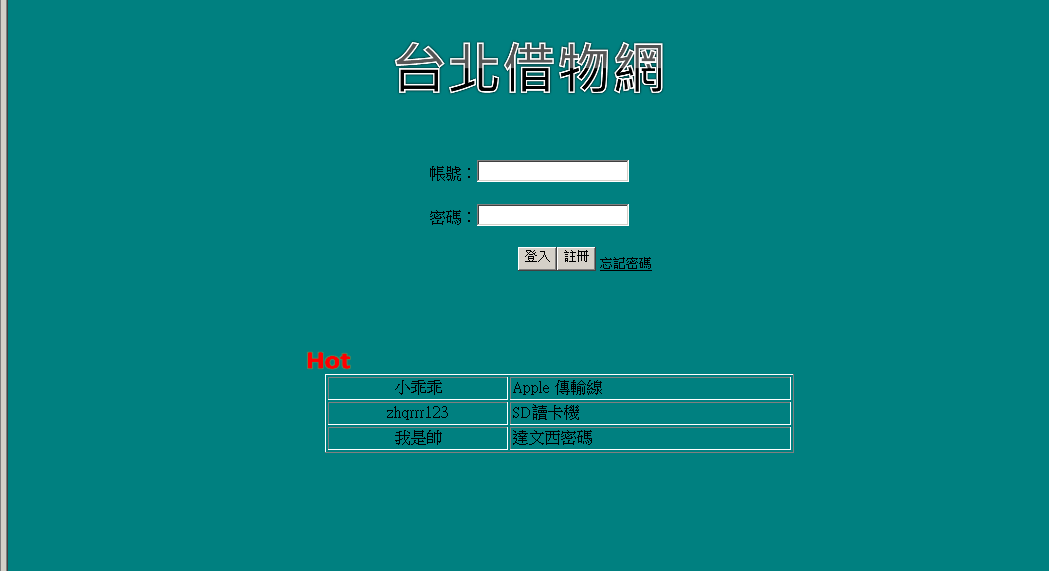 台北借物網
帳號：
密碼：
登入 註冊 忘記密碼
Hot
小乖乖 Apple 傳輸線
zhqrrr123 SD讀卡機
我是帥 達文西密碼